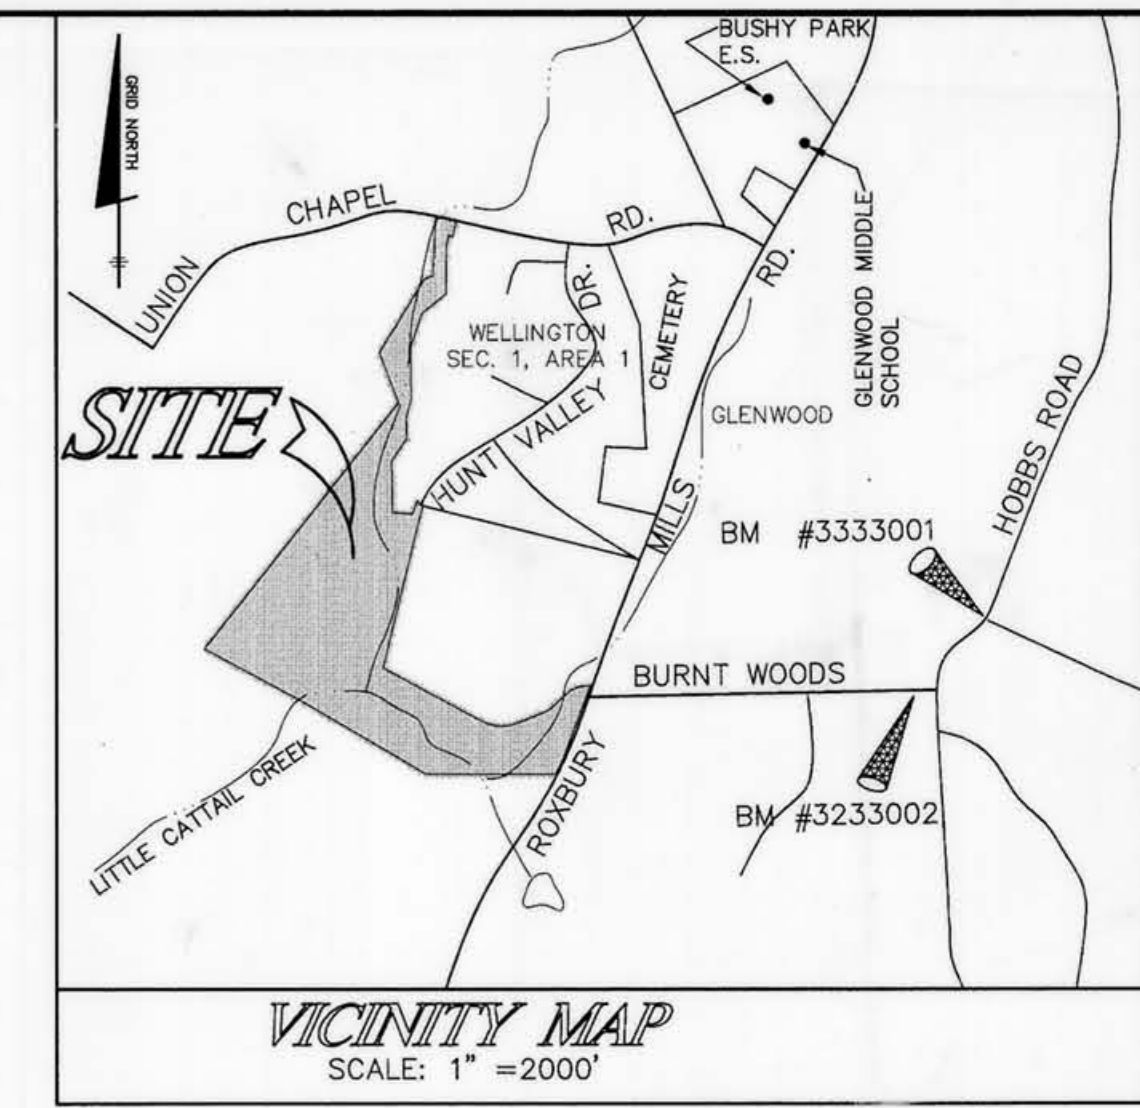 BUSHY PARK
E.S.
GRID NORTH
CHAPEL
RD.
UNION
RD.
GLENWOOD MIDDLE
SCHOOL
DR.
CEMETERY
WELLINGTON
SEC. 1, AREA 1
SITE
HUNT VALLEY
GLENWOOD
HOBBS ROAD
MILLS
BM #3333001
BURNT WOODS
ROXBURY
LITTLE CATTAIL CREEK
BM #3233002
VICINITY MAP
SCALE: 1" =2000'